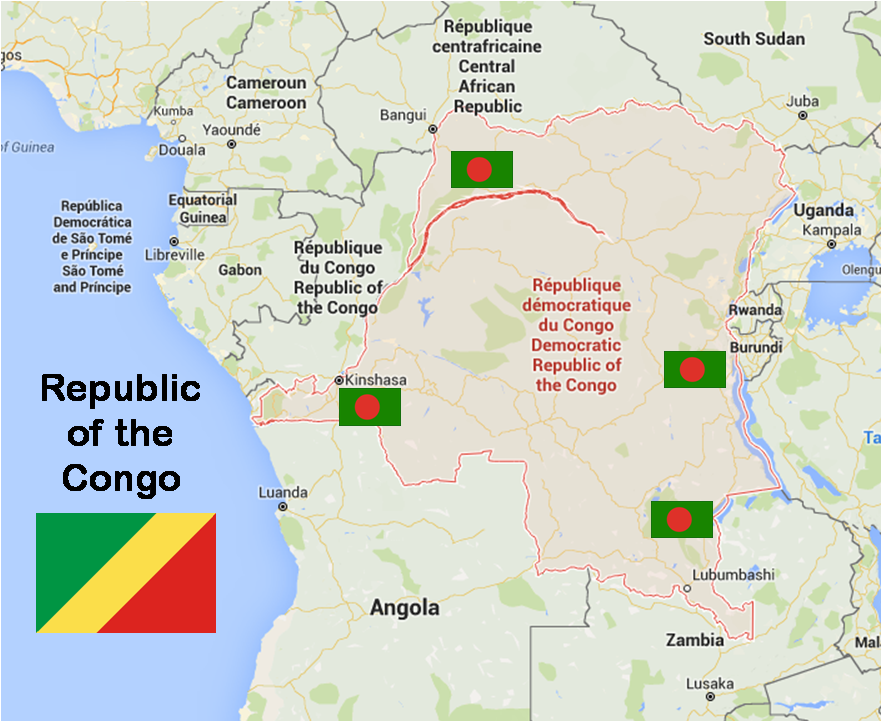 République
centrafricaine
Central
African
Republic
South Sudan
gos
Cameroun
Cameroon
Kumba
Bangui
Juba
Yaoundé
Douala
of Guinea
República
Democrática
de São Tomé
e Príncipe
São Tomé
and Príncipe
Equatorial
Guinea
Libreville
Gabon
République
du Congo
Republic of
the Congo
Uganda
Kampala
Olengu
République
démocratique
du Congo
Democratic
Republic of
the Congo
Rwanda
Burundi
Kinshasa
Republic
of the
Congo
Ta
Luanda
Lubumbashi
Angola
Zambia
Mal
Lusaka